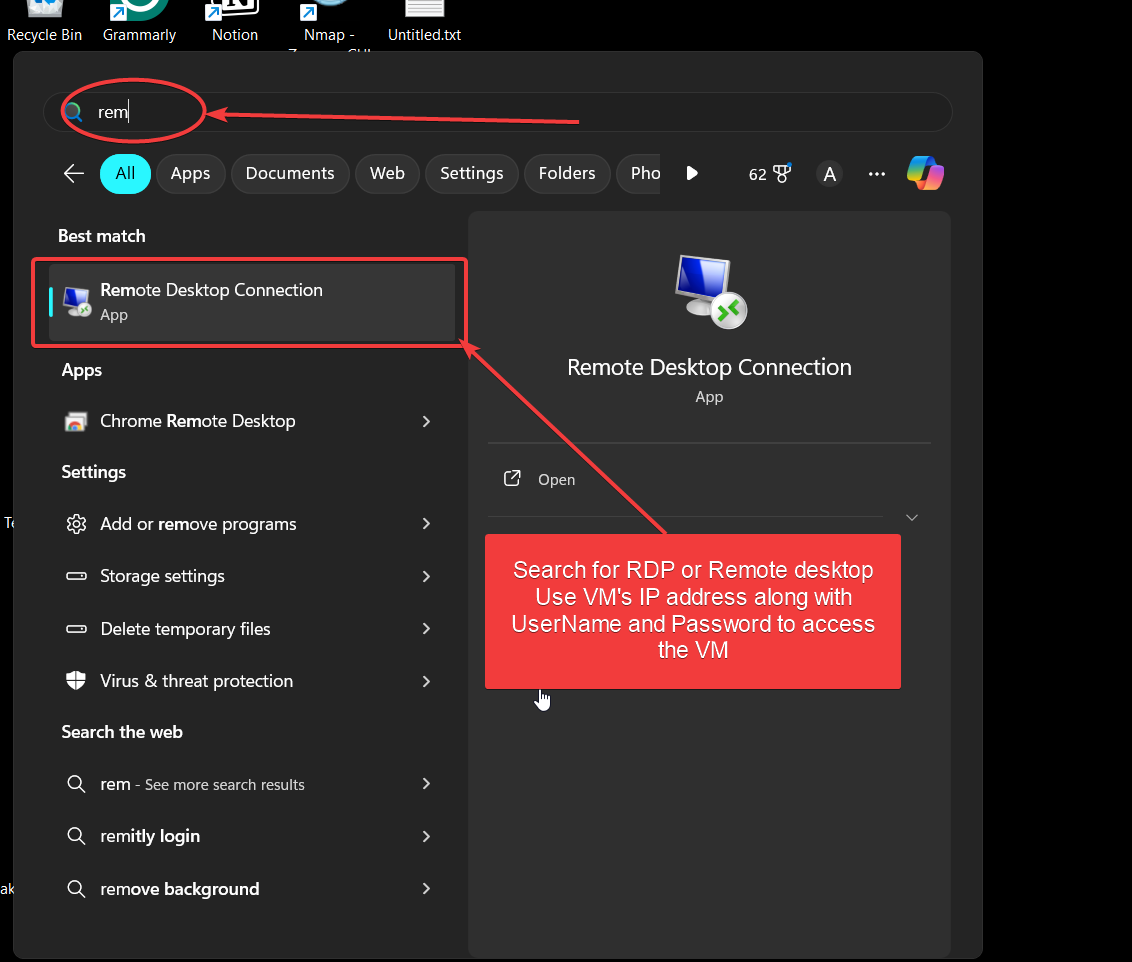 Recycle Bin
Grammarly
Notion
Nmap -
Untitled.txt
rem
All
Apps
Documents
Web
Settings
Folders
Pho
62
A
Best match
Remote Desktop Connection
App
Apps
Chrome Remote Desktop
Settings
Add or remove programs
Storage settings
Delete temporary files
Virus & threat protection
Search the web
rem - See more search results
remitly login
remove background
Remote Desktop Connection
App
Open
Search for RDP or Remote desktop
Use VM's IP address along with
UserName and Password to access
the VM